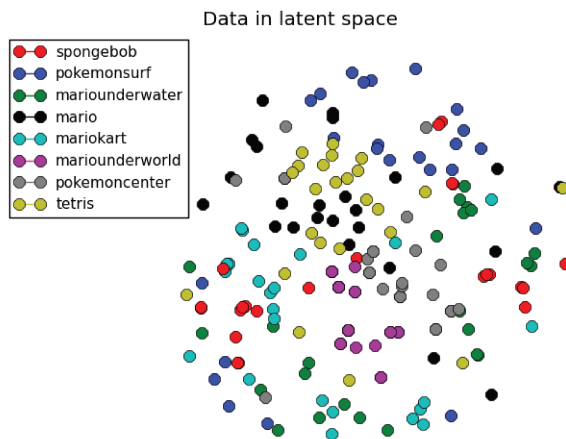 Data in latent space
spongebob
pokemonsurf
mariounderwater
mario
mariokart
mariounderworld
pokemoncenter
tetris